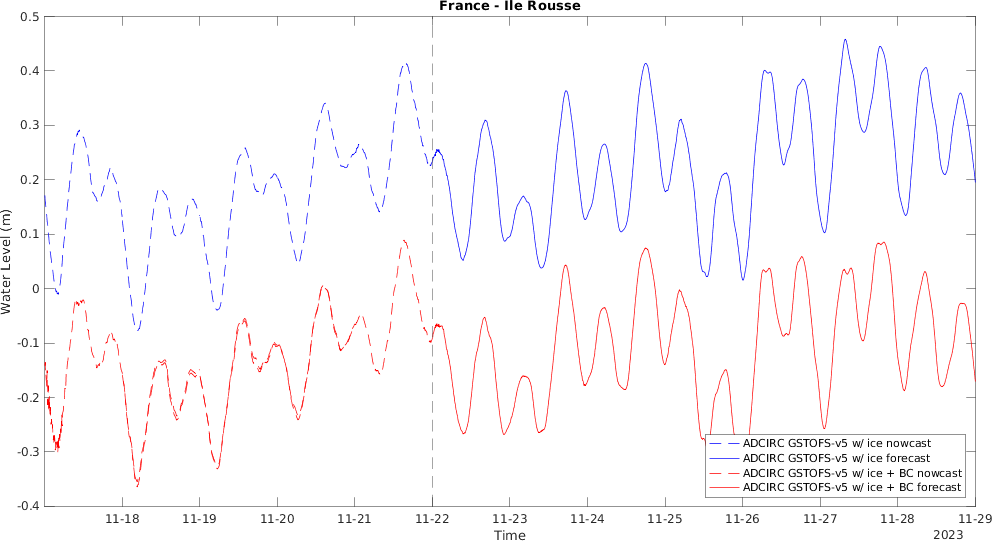 France - Ile Rousse
0.5
0.4
0.3
0.2
0.1
0
-0.1
-0.2
-0.3
-0.4
Water Level (m)
ADCIRC GSTOFS-v5 w/ ice nowcast
ADCIRC GSTOFS-v5 w/ ice forecast
ADCIRC GSTOFS-v5 w/ ice + BC nowcast
ADCIRC GSTOFS-v5 w/ ice + BC forecast
11-18 11-19 11-20 11-21 11-22 11-23 11-24 11-25 11-26 11-27 11-28 11-29
Time
2023